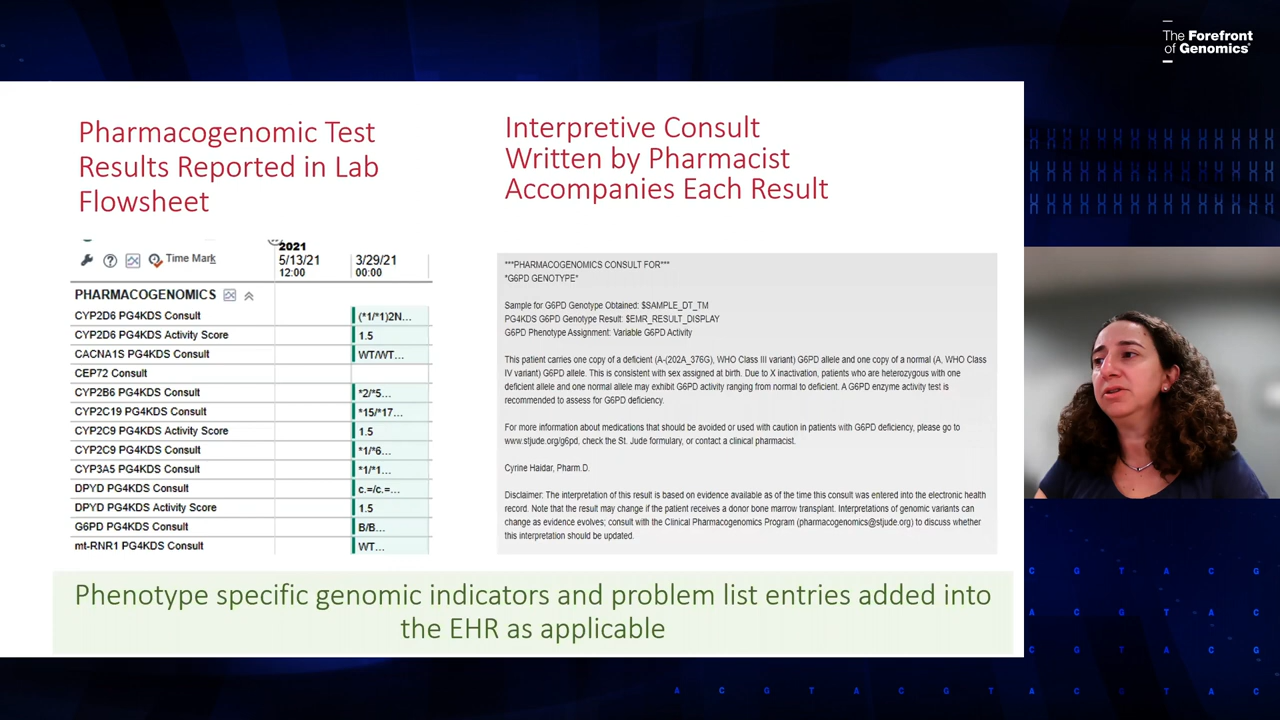 The Forefront
of Genomics®
Pharmacogenomic Test
Results Reported in Lab
Flowsheet
Interpretive Consult
Written by Pharmacist
Accompanies Each Result
2021
Time Mark
5/13/21
12:00
3/29/21
00:00
PHARMACOGENOMICS
CYP2D6 PG4KDS Consult (*1/*1)2N...
CYP2D6 PG4KDS Activity Score 1.5
CACNA1S PG4KDS Consult WT/WT...
CEP72 Consult
CYP2B6 PG4KDS Consult *2/*5...
CYP2C19 PG4KDS Consult *15/*17...
CYP2C9 PG4KDS Activity Score 1.5
CYP2C9 PG4KDS Consult *1/*6...
CYP3A5 PG4KDS Consult *1/*1...
DPYD PG4KDS Consult c.=/c.=...
DPYD PG4KDS Activity Score 1.5
G6PD PG4KDS Consult B/B...
mt-RNR1 PG4KDS Consult WT...
***PHARMACOGENOMICS CONSULT FOR***
*G6PD GENOTYPE*
Sample for G6PD Genotype Obtained: $SAMPLE_DT_TM
PG4KDS G6PD Genotype Result: $EMR_RESULT_DISPLAY
G6PD Phenotype Assignment: Variable G6PD Activity
This patient carries one copy of a deficient (A-(202A_376G), WHO Class III variant) G6PD allele and one copy of a normal (A, WHO Class
IV variant) G6PD allele. This is consistent with sex assigned at birth. Due to X inactivation, patients who are heterozygous with one
deficient allele and one normal allele may exhibit G6PD activity ranging from normal to deficient. A G6PD enzyme activity test is
recommended to assess for G6PD deficiency.
For more information about medications that should be avoided or used with caution in patients with G6PD deficiency, please go to
www.stjude.org/g6pd, check the St. Jude formulary, or contact a clinical pharmacist.
Cyrine Haidar, Pharm.D.
Disclaimer: The interpretation of this result is based on evidence available as of the time this consult was entered into the electronic health
record. Note that the result may change if the patient receives a donor bone marrow transplant. Interpretations of genomic variants can
change as evidence evolves; consult with the Clinical Pharmacogenomics Program (pharmacogenomics@stjude.org) to discuss whether
this interpretation should be updated.
Phenotype specific genomic indicators and problem list entries added into
the EHR as applicable
C G T A C G
A C G T A C
C G T A C G
A C G T A C G T A C G T A C